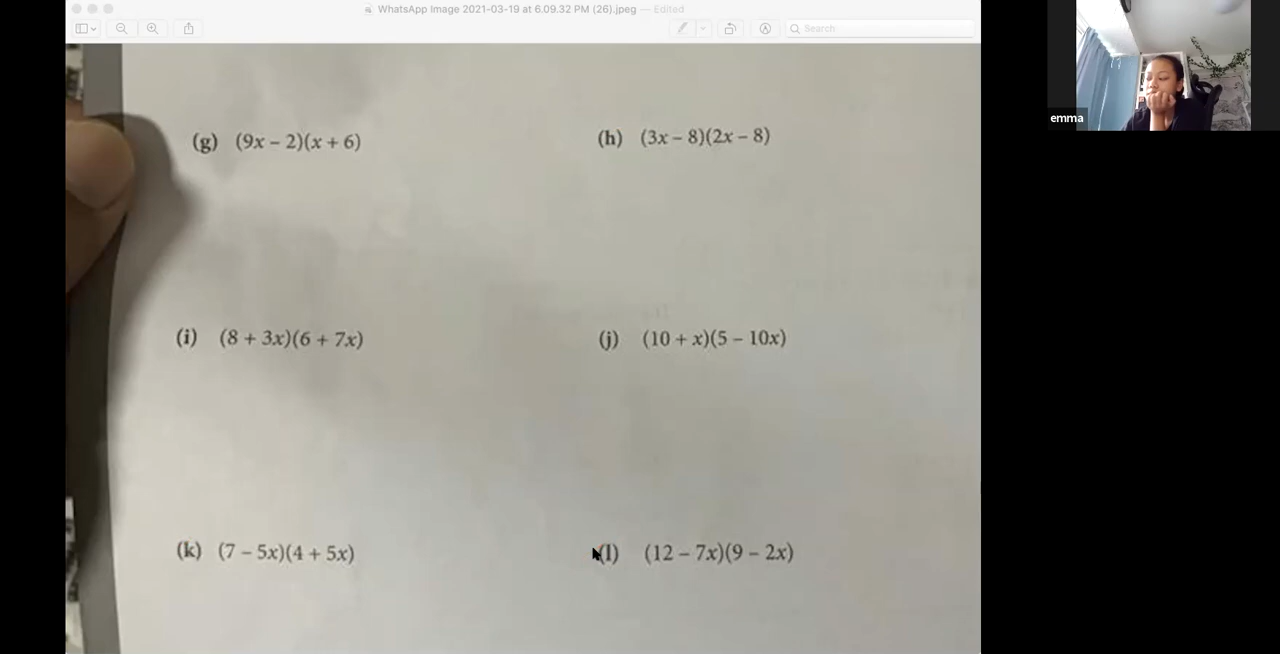 WhatsApp Image 2021-03-19 at 6.09.32 PM (26).jpeg — Edited
Search
emma
(g) (9x – 2)(x + 6)
(h) (3x – 8)(2x – 8)
(i) (8 + 3x)(6 + 7x)
(j) (10 + x)(5 – 10x)
(k) (7 – 5x)(4 + 5x)
(l) (12 – 7x)(9 – 2x)